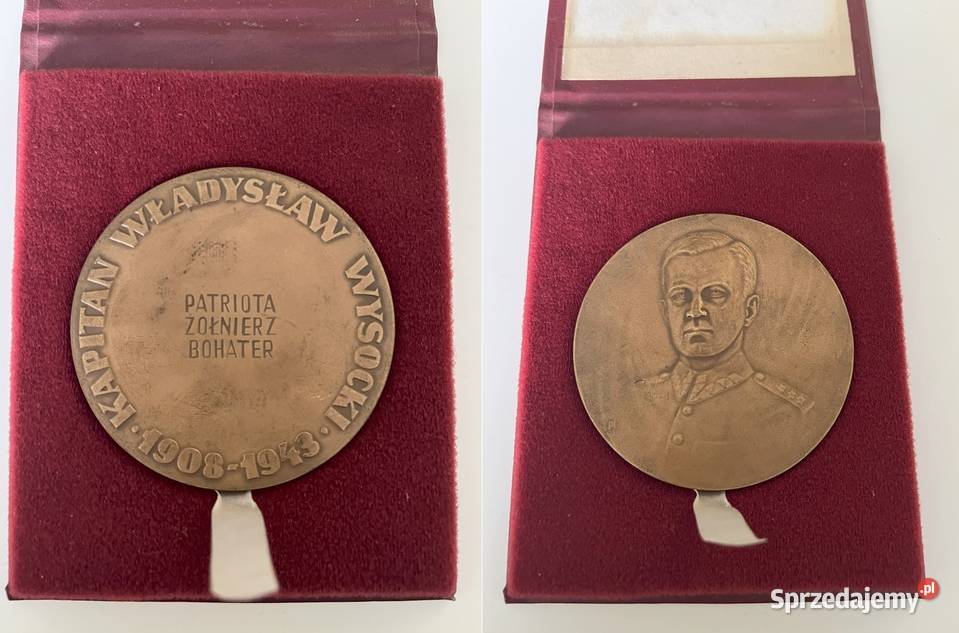 KAPITAN WŁADYSŁAW WYSOCKI
· 1908-1943 ·
PATRIOTA
ŻOŁNIERZ
BOHATER
Sprzedajemy.pl